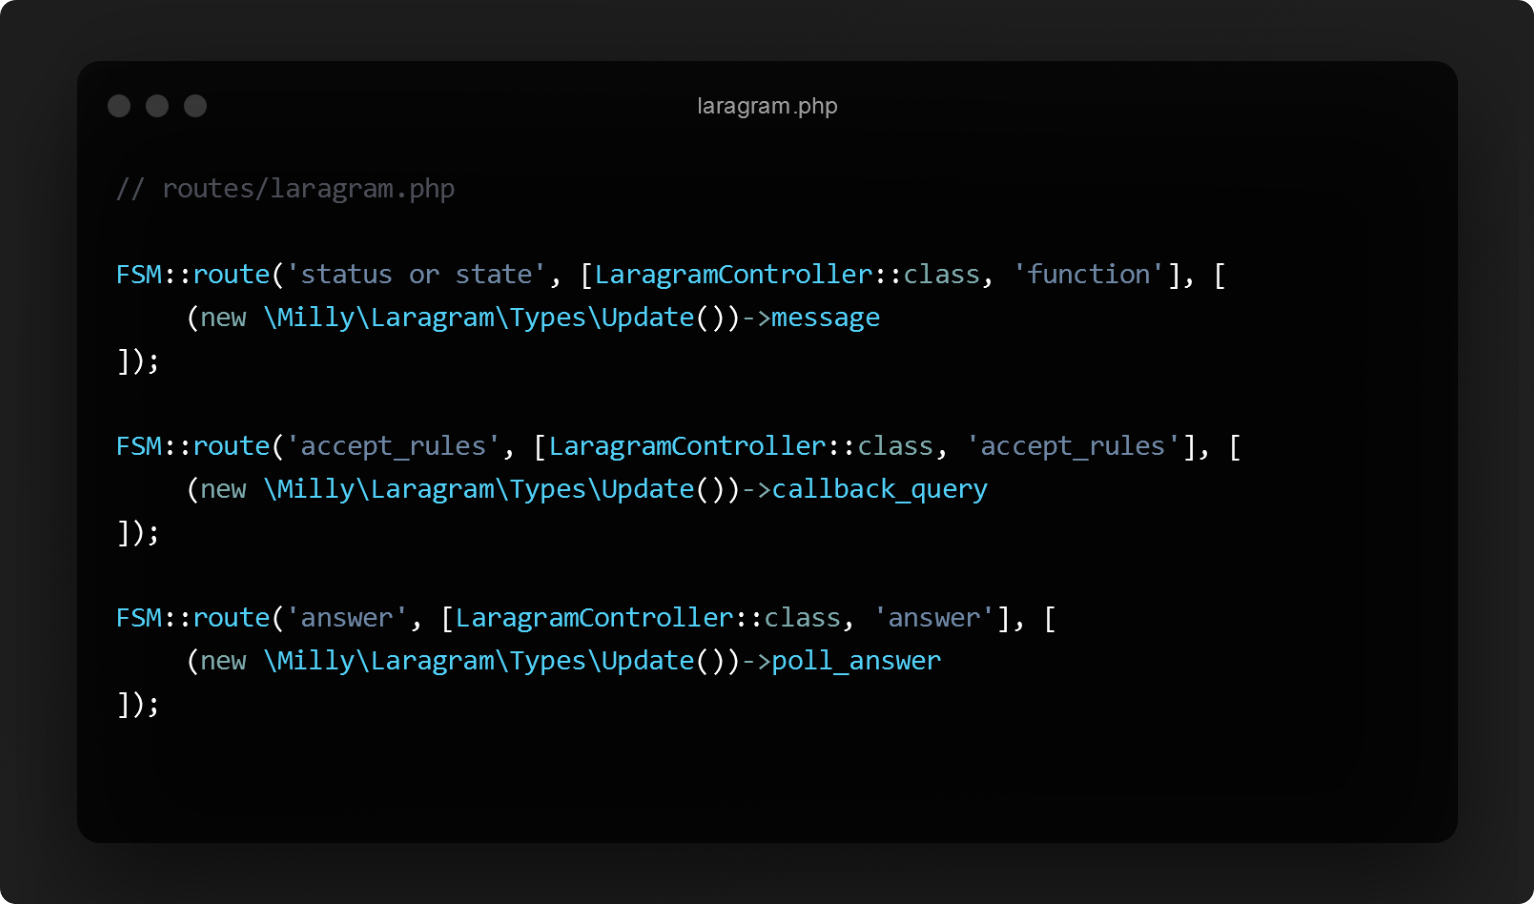 laragram.php
// routes/laragram.php
FSM::route('status or state', [LaragramController::class, 'function'], [
    (new \Milly\Laragram\Types\Update())->message
]);
FSM::route('accept_rules', [LaragramController::class, 'accept_rules'], [
    (new \Milly\Laragram\Types\Update())->callback_query
]);
FSM::route('answer', [LaragramController::class, 'answer'], [
    (new \Milly\Laragram\Types\Update())->poll_answer
]);